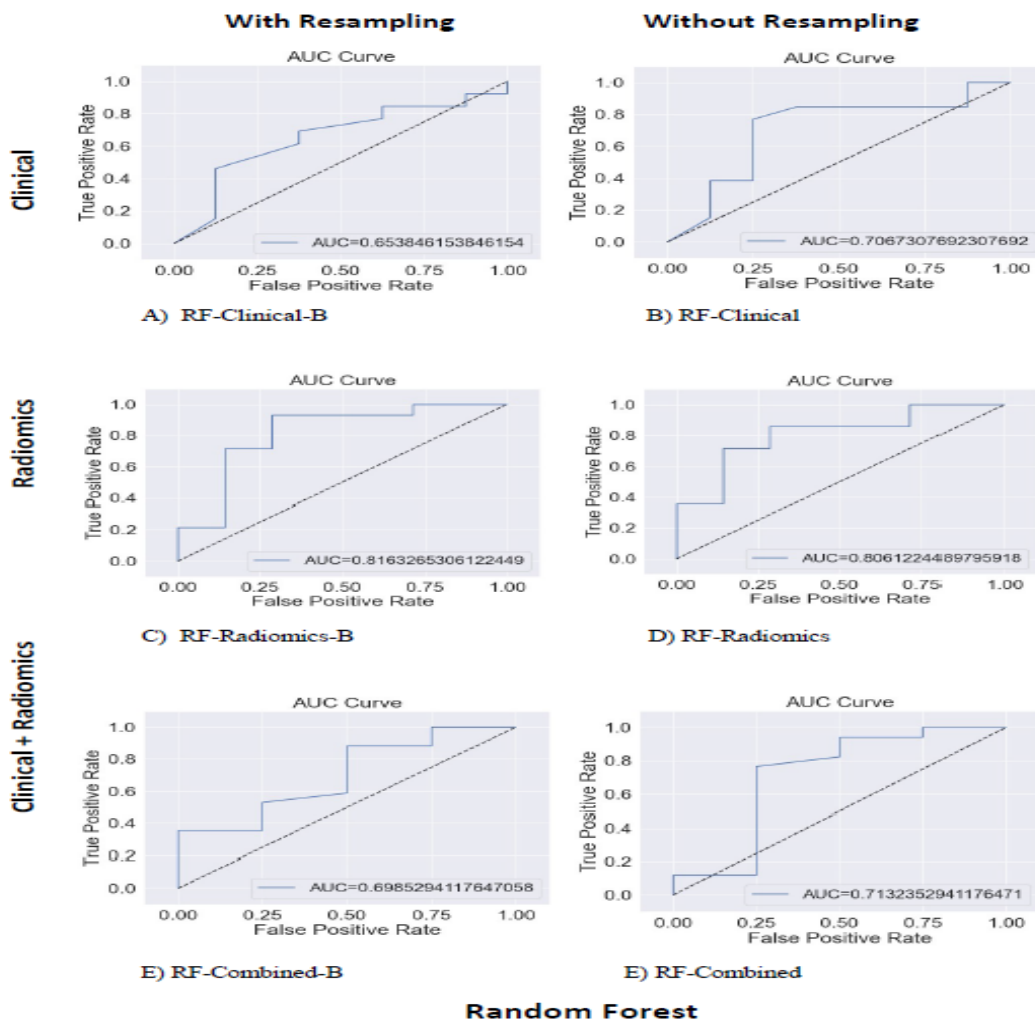 With Resampling
Without Resampling
Clinical
AUC Curve
True Positive Rate
1.0
0.8
0.6
0.4
0.2
0.0
AUC=0.653846153846154
0.00 0.25 0.50 0.75 1.00
False Positive Rate
A) RF-Clinical-B
AUC Curve
True Positive Rate
1.0
0.8
0.6
0.4
0.2
0.0
AUC=0.7067307692307692
0.00 0.25 0.50 0.75 1.00
False Positive Rate
B) RF-Clinical
Radiomics
AUC Curve
True Positive Rate
1.0
0.8
0.6
0.4
0.2
0.0
AUC=0.8163265306122449
0.00 0.25 0.50 0.75 1.00
False Positive Rate
C) RF-Radiomics-B
AUC Curve
True Positive Rate
1.0
0.8
0.6
0.4
0.2
0.0
AUC=0.8061224489795918
0.00 0.25 0.50 0.75 1.00
False Positive Rate
D) RF-Radiomics
Clinical + Radiomics
AUC Curve
True Positive Rate
1.0
0.8
0.6
0.4
0.2
0.0
AUC=0.6985294117647058
0.00 0.25 0.50 0.75 1.00
False Positive Rate
E) RF-Combined-B
AUC Curve
True Positive Rate
1.0
0.8
0.6
0.4
0.2
0.0
AUC=0.7132352941176471
0.00 0.25 0.50 0.75 1.00
False Positive Rate
E) RF-Combined
Random Forest